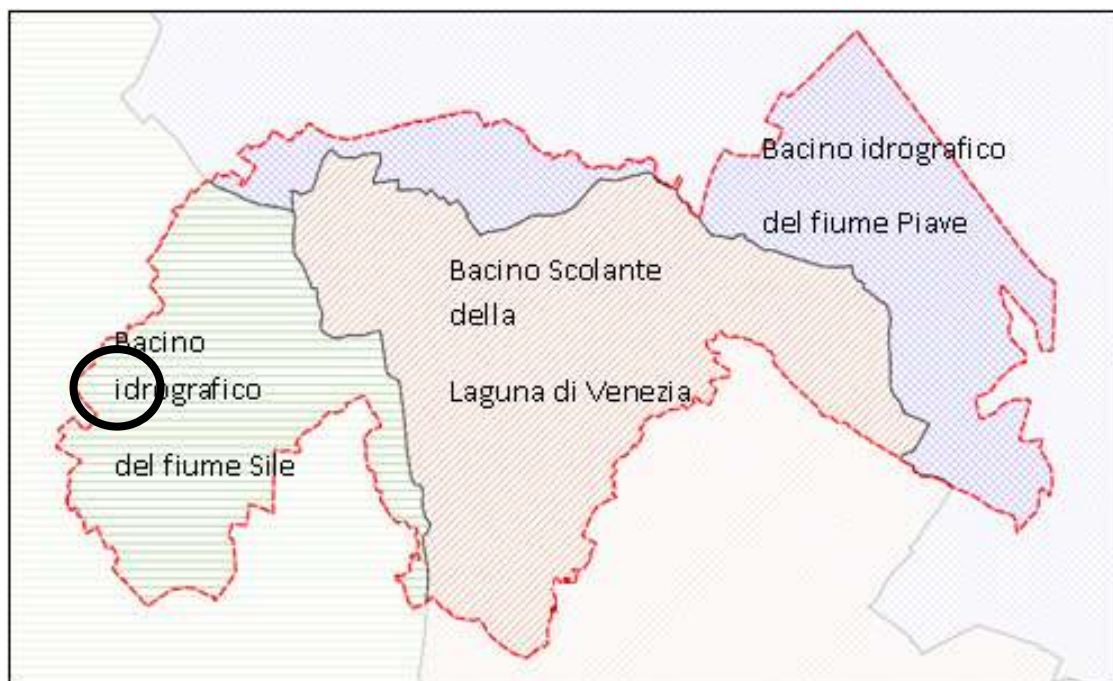 Bacino idrografico
del fiume Piave
Bacino Scolante
della
Laguna di Venezia
Bacino
idrografico
del fiume Sile